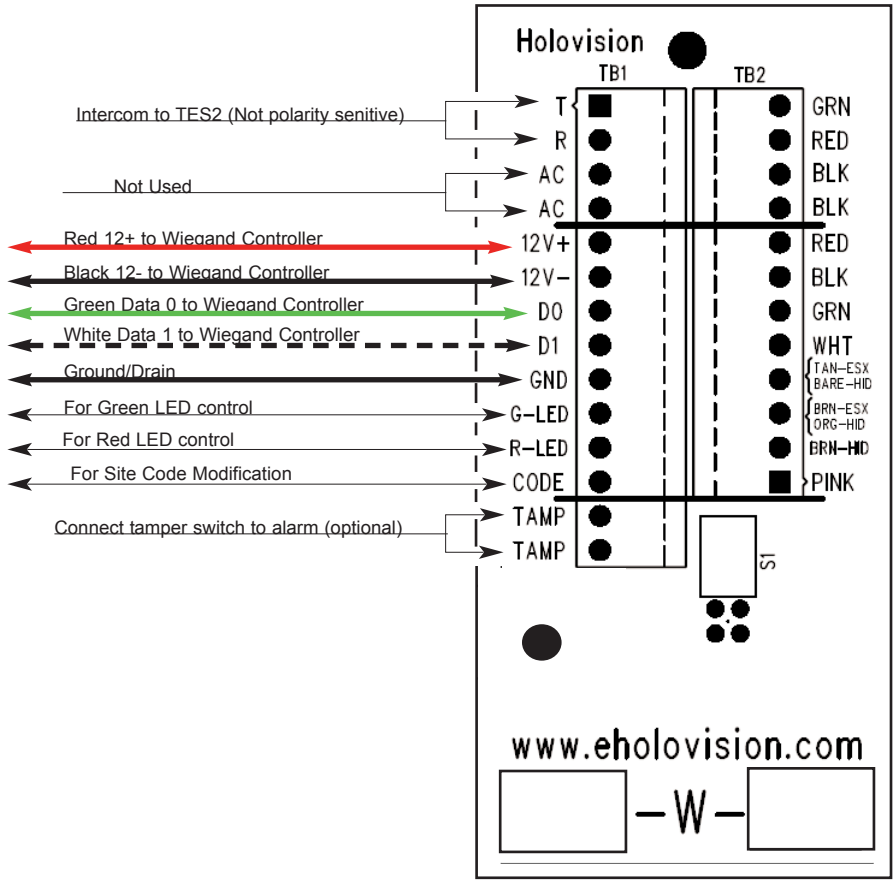 Holovision
TB1 TB2
Intercom to TES2 (Not polarity senitive) T GRN
R RED
Not Used AC BLK
AC BLK
Red 12+ to Wiegand Controller 12V+ RED
Black 12- to Wiegand Controller 12V- BLK
Green Data 0 to Wiegand Controller D0 GRN
White Data 1 to Wiegand Controller D1 WHT
Ground/Drain GND TAN-ESX
BARE-HID
For Green LED control G-LED BRN-ESX
ORG-HID
For Red LED control R-LED BRN-HID
For Site Code Modification CODE PINK
Connect tamper switch to alarm (optional) TAMP
TAMP
S1
www.eholovision.com
-W-